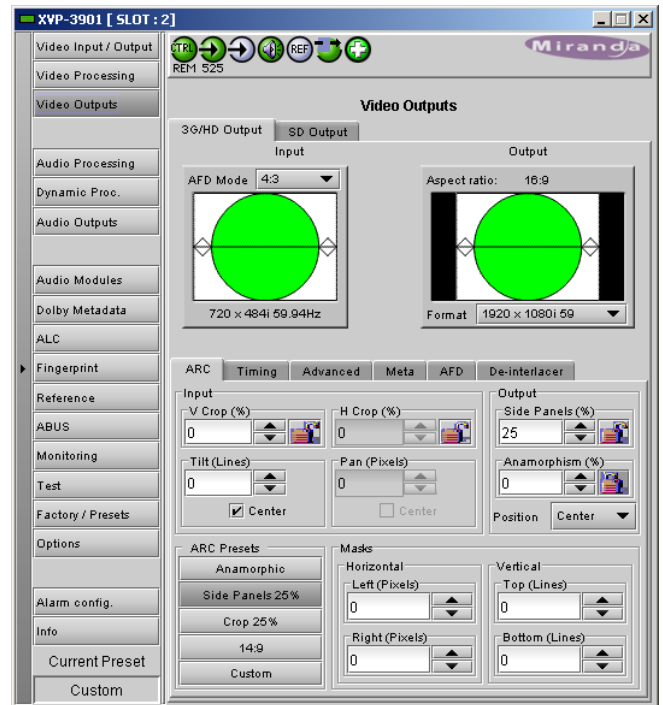 XVP-3901 [ SLOT : 2]
Video Input / Output
Video Processing
Video Outputs
Audio Processing
Dynamic Proc.
Audio Outputs
Audio Modules
Dolby Metadata
ALC
Fingerprint
Reference
ABUS
Monitoring
Test
Factory / Presets
Options
Alarm config.
Info
Current Preset
Custom
CTRL
REF
REM 525
Miranda
Video Outputs
3G/HD Output
SD Output
Input
AFD Mode
4:3
720 x 484i 59.94Hz
Output
Aspect ratio: 16:9
Format
1920 x 1080i 59
ARC
Timing
Advanced
Meta
AFD
De-interlacer
Input
V Crop (%)
0
H Crop (%)
0
Tilt (Lines)
0
Center
Pan (Pixels)
0
Center
Output
Side Panels (%)
25
Anamorphism (%)
0
Position
Center
ARC Presets
Anamorphic
Side Panels 25%
Crop 25%
14:9
Custom
Masks
Horizontal
Left (Pixels)
0
Right (Pixels)
0
Vertical
Top (Lines)
0
Bottom (Lines)
0